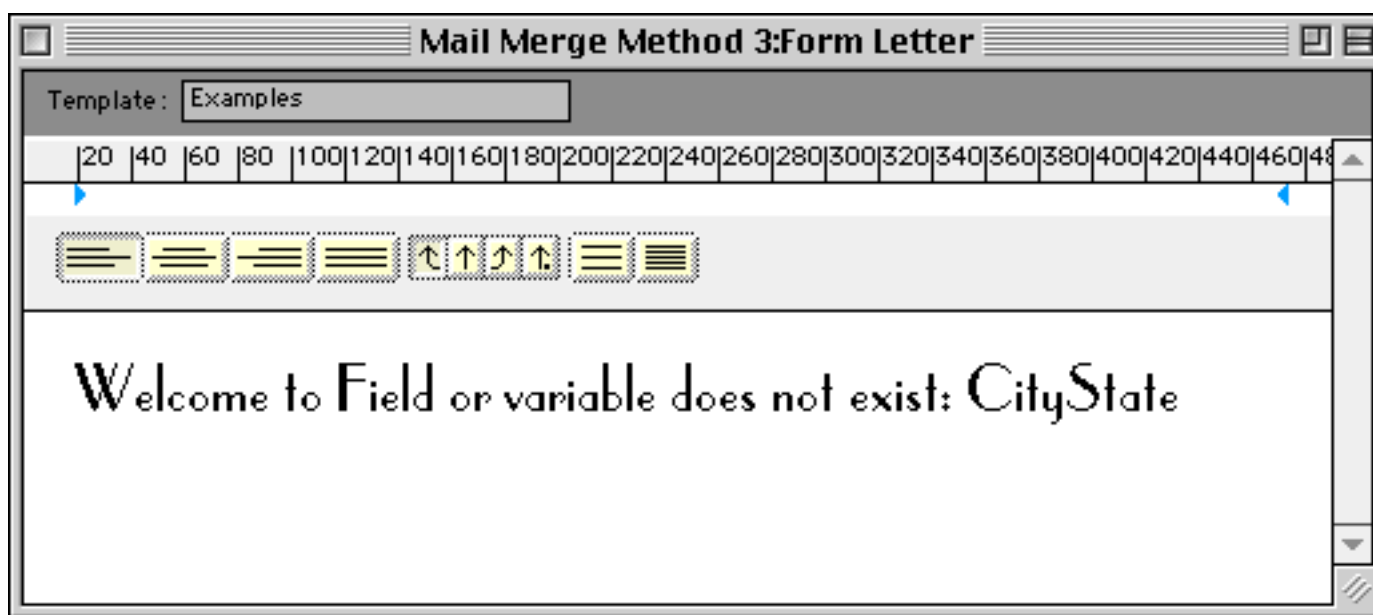 Mail Merge Method 3:Form Letter
Template: Examples
|20 |40 |60 |80 |100|120|140|160|180|200|220|240|260|280|300|320|340|360|380|400|420|440|460|48
Welcome to Field or variable does not exist: CityState